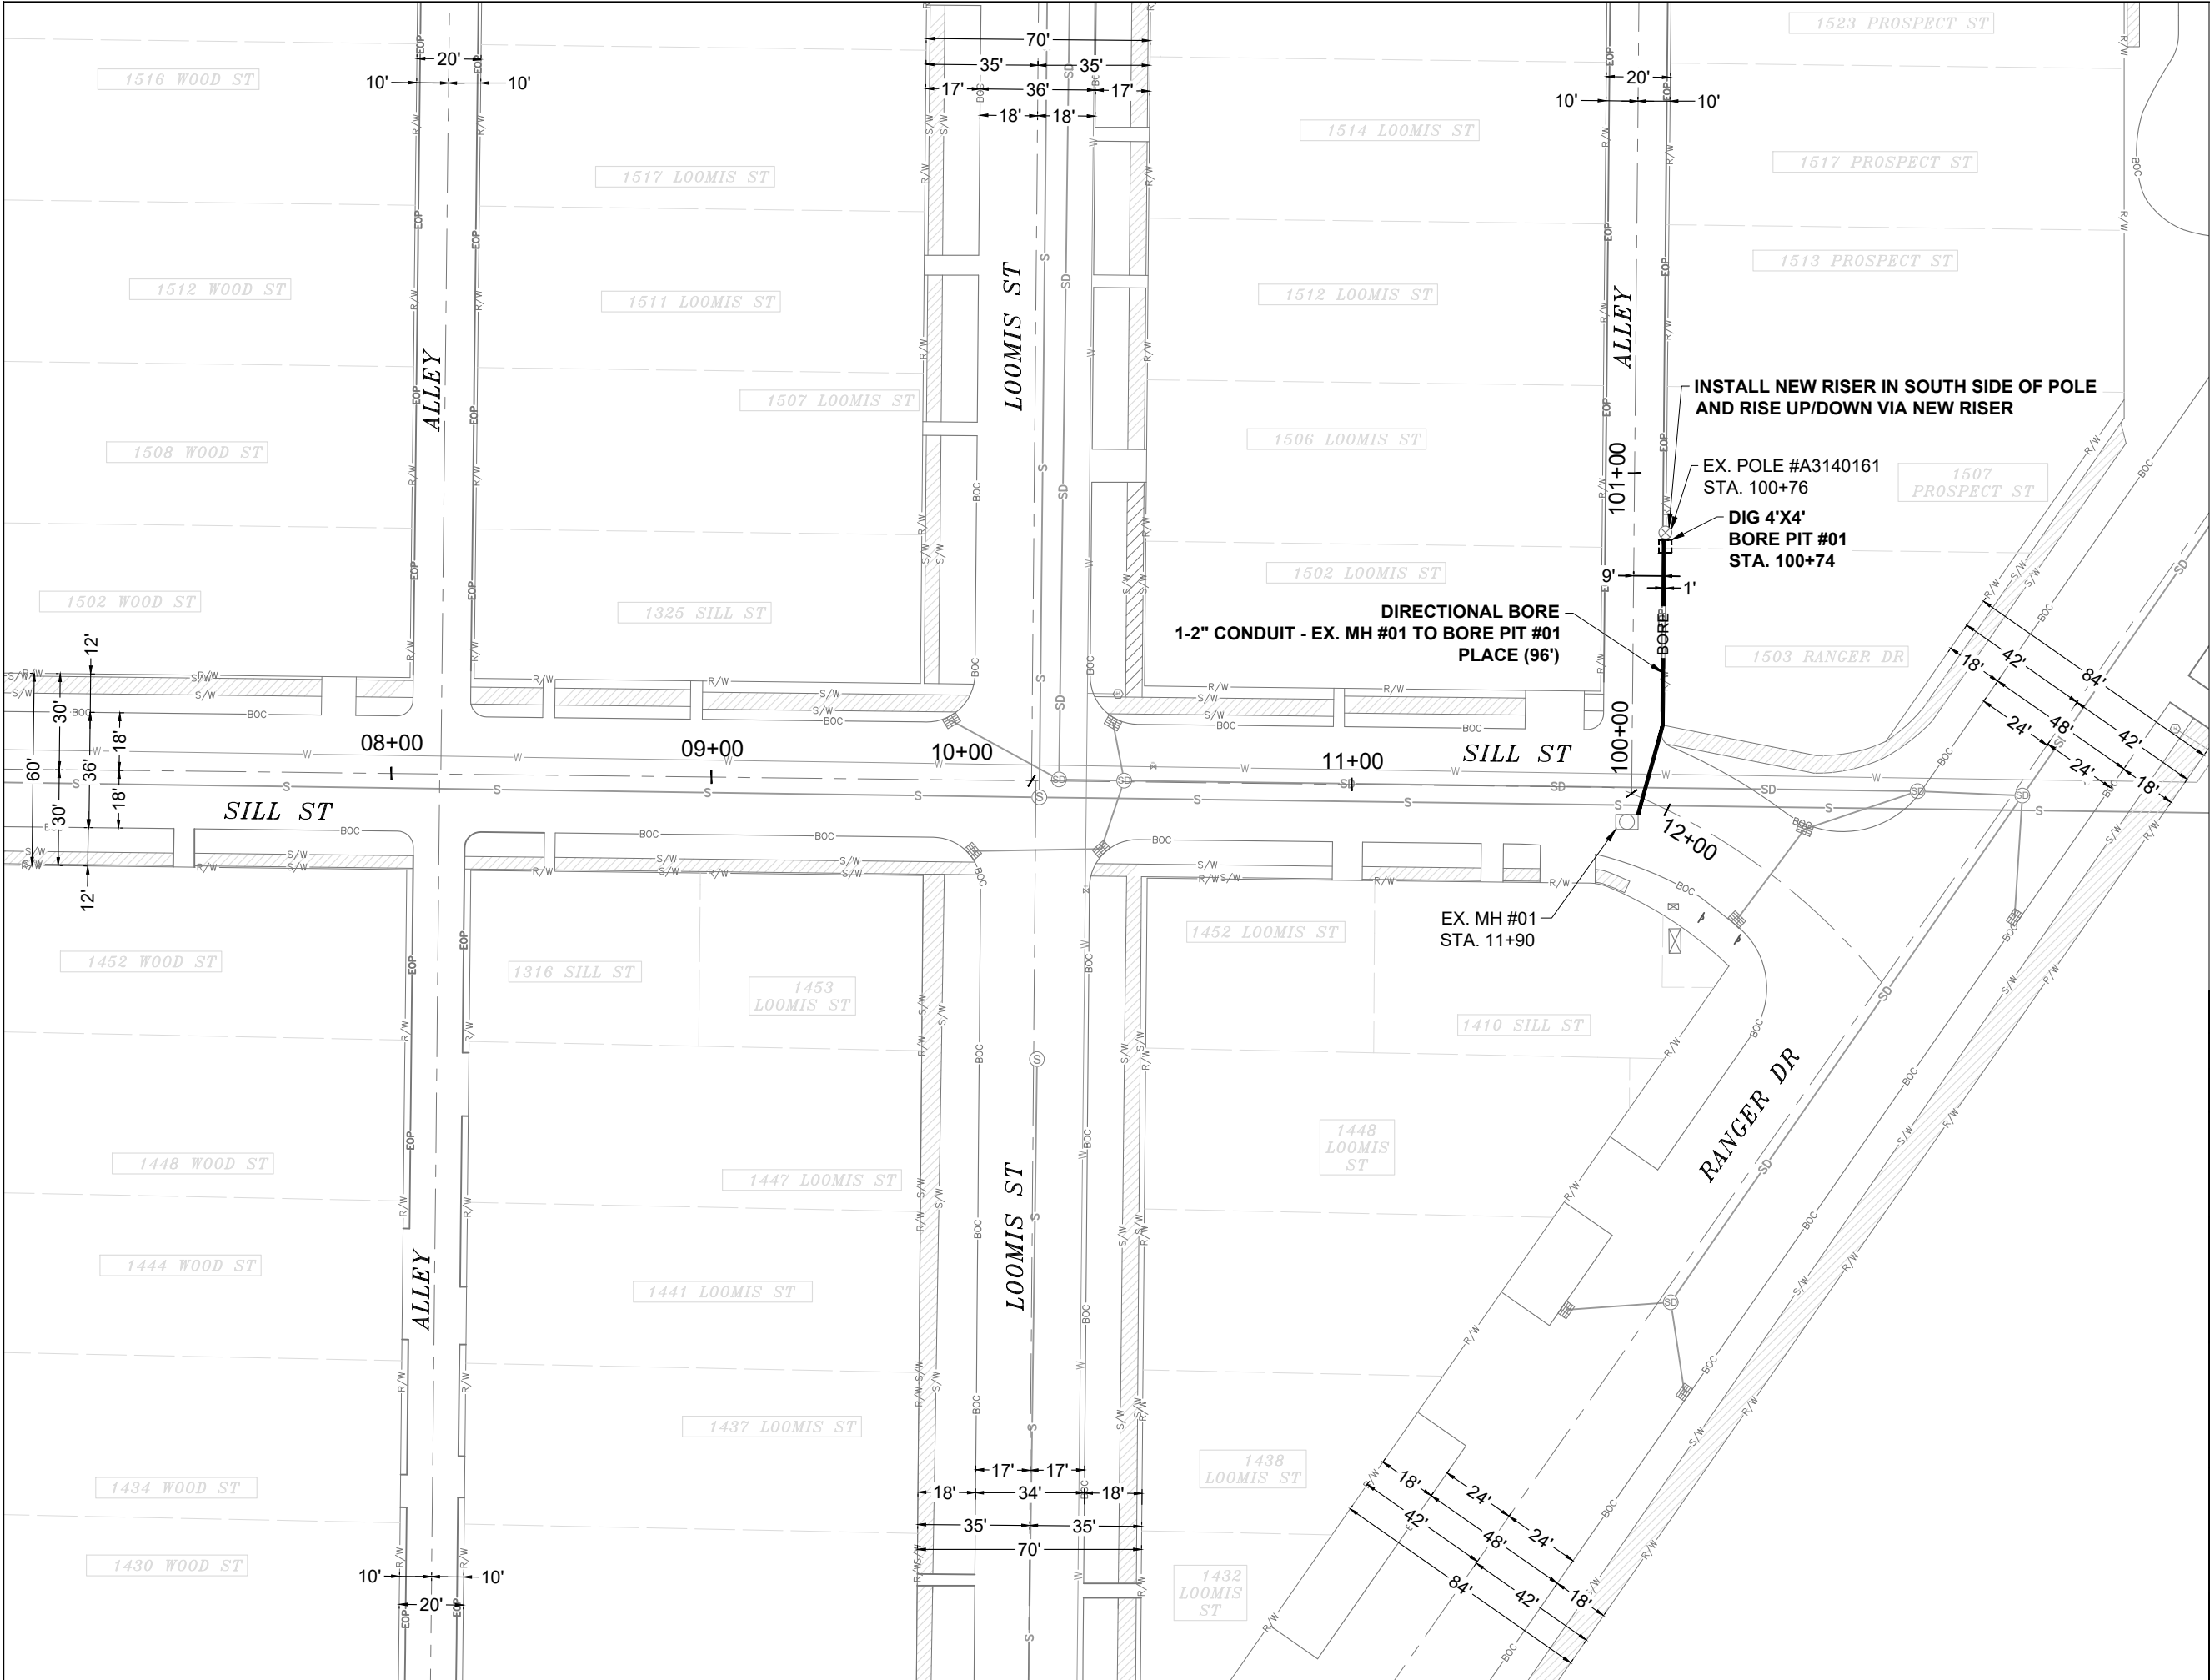 1516 WOOD ST
1512 WOOD ST
1508 WOOD ST
1502 WOOD ST
20'
10'
10'
ALLEY
1517 LOOMIS ST
1511 LOOMIS ST
1507 LOOMIS ST
1325 SILL ST
70'
35'
35'
17'
36'
17'
18'
18'
LOOMIS ST
1514 LOOMIS ST
1512 LOOMIS ST
1506 LOOMIS ST
1502 LOOMIS ST
20'
10'
10'
ALLEY
1523 PROSPECT ST
1517 PROSPECT ST
1513 PROSPECT ST
1507
PROSPECT ST
1503 RANGER DR
INSTALL NEW RISER IN SOUTH SIDE OF POLE
AND RISE UP/DOWN VIA NEW RISER
EX. POLE #A3140161
STA. 100+76
DIG 4'X4'
BORE PIT #01
STA. 100+74
101+00
9'
1'
BORE
DIRECTIONAL BORE
1-2" CONDUIT - EX. MH #01 TO BORE PIT #01
PLACE (96')
100+00
12'
30'
60'
36'
18'
18'
30'
12'
08+00
09+00
10+00
11+00
12+00
SILL ST
SILL ST
18'
42'
84'
24'
48'
42'
24'
18'
EX. MH #01
STA. 11+90
1452 WOOD ST
1448 WOOD ST
1444 WOOD ST
1434 WOOD ST
1430 WOOD ST
ALLEY
10'
10'
20'
1316 SILL ST
1453
LOOMIS ST
1447 LOOMIS ST
1441 LOOMIS ST
1437 LOOMIS ST
LOOMIS ST
17'
17'
18'
34'
18'
35'
35'
70'
1452 LOOMIS ST
1410 SILL ST
1448
LOOMIS
ST
1438
LOOMIS ST
1432
LOOMIS
ST
RANGER DR
18'
24'
42'
48'
24'
84'
42'
18'
R/W
S/W
BOC
EOP
SD
S
W